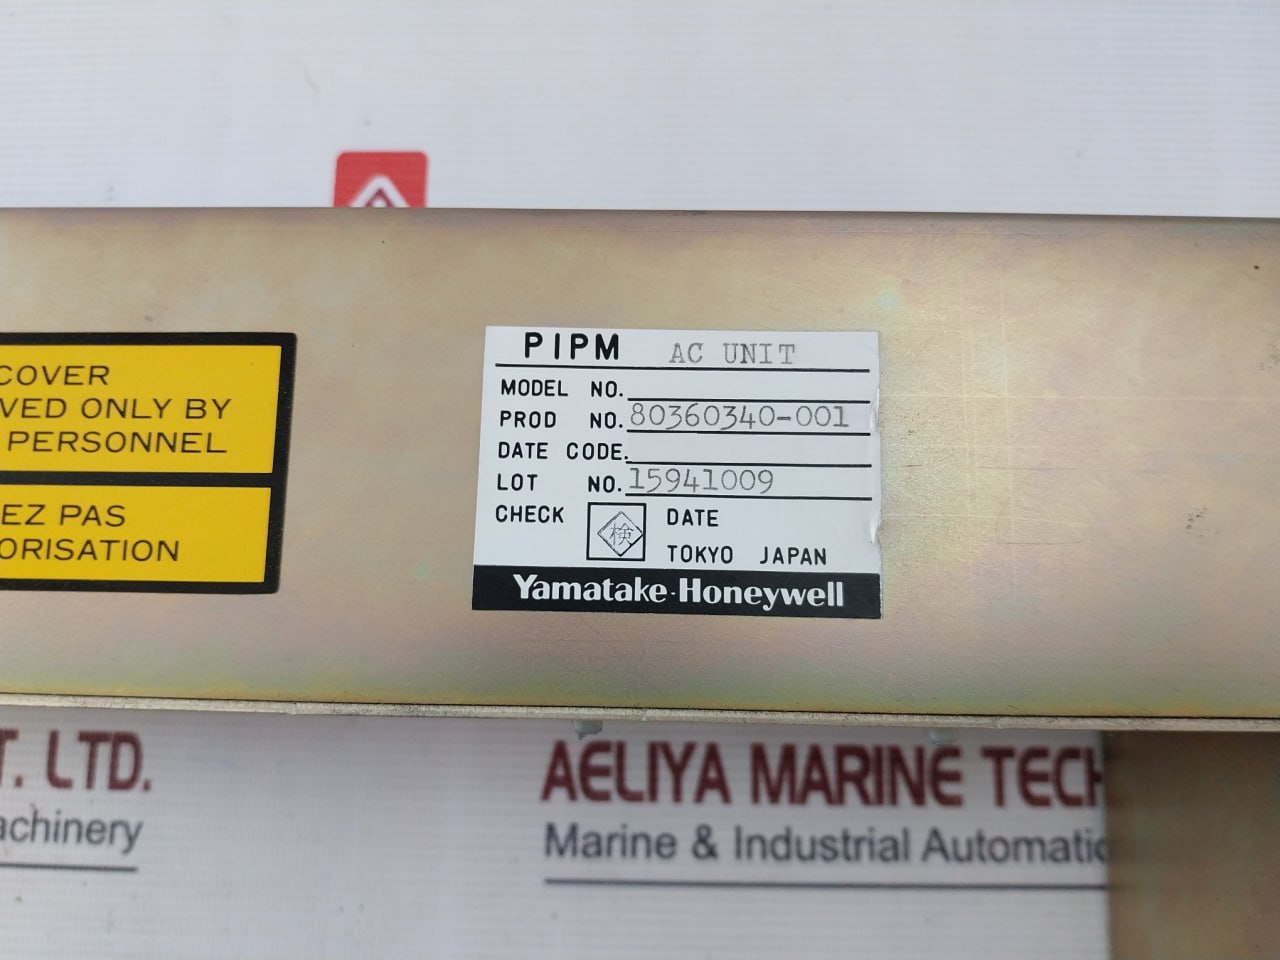 COVER
VED ONLY BY
PERSONNEL
EZ PAS
ORISATION
PIPM AC UNIT
MODEL NO.
PROD NO. 80360340-001
DATE CODE.
LOT NO. 15941009
CHECK 検 DATE
TOKYO JAPAN
Yamatake-Honeywell
T. LTD.
achinery
AELIYA MARINE TECH
Marine & Industrial Automatic